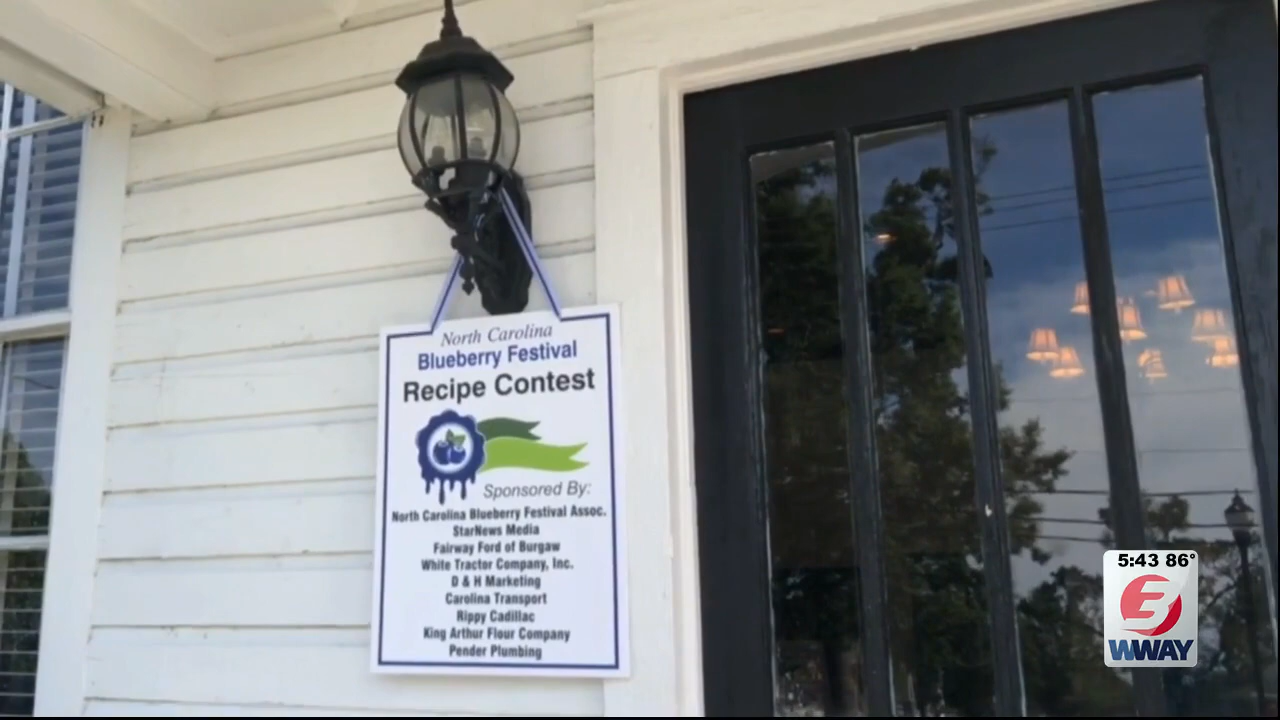 North Carolina
Blueberry Festival
Recipe Contest
Sponsored By:
North Carolina Blueberry Festival Assoc.
StarNews Media
Fairway Ford of Burgaw
White Tractor Company, Inc.
D & H Marketing
Carolina Transport
Rippy Cadillac
King Arthur Flour Company
Pender Plumbing
5:43 86°
3
WWAY